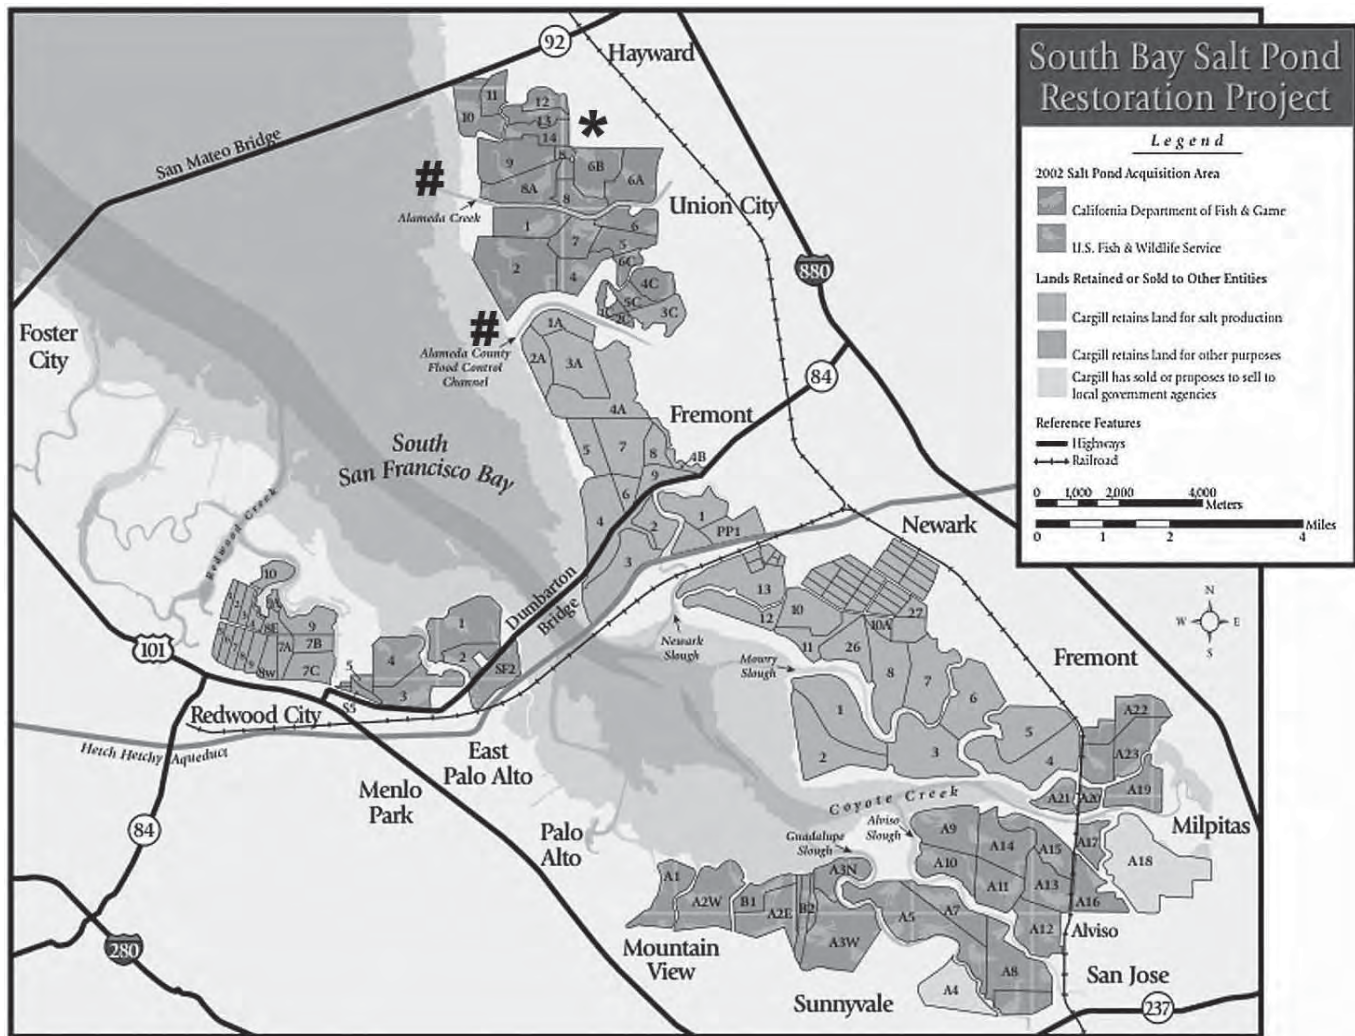 South Bay Salt Pond
Restoration Project
Legend
2002 Salt Pond Acquisition Area
California Department of Fish & Game
U.S. Fish & Wildlife Service
Lands Retained or Sold to Other Entities
Cargill retains land for salt production
Cargill retains land for other purposes
Cargill has sold or proposes to sell to
local government agencies
Reference Features
Highways
Railroad
0 1,000 2,000 4,000
Meters
Miles
0 1 2 4
N
W E
S
92
Hayward
San Mateo Bridge
11
10
12
13
14
*
9
8
6B
6A
8A
8
#
Alameda Creek
Union City
1
6
7
5
2
4
6C
4C
5C
3C
1C
2C
880
#
Alameda County
Flood Control
Channel
1A
2A
3A
4A
84
Foster
City
Fremont
South
San Francisco Bay
5
7
8
4B
9
6
4
2
1
PP1
3
Newark
Redwood Creek
Dumbarton
Bridge
10
9
8E
7A
7B
7C
8W
101
1
2
4
3
5
S5
SF2
Redwood City
Hetch Hetchy Aqueduct
13
12
10
11
26
10A
27
Newark
Slough
Mowry
Slough
8
7
6
1
2
3
5
4
Fremont
A22
A23
A19
A21
A20
East
Palo Alto
Menlo
Park
Palo
Alto
Coyote Creek
Guadalupe
Slough
Alviso
Slough
Milpitas
84
280
A9
A14
A15
A17
A18
A10
A11
A13
A16
A12
Alviso
A1
A2W
B1
A2E
B2
A3N
A3W
A5
A7
A8
A4
Mountain
View
Sunnyvale
San Jose
237